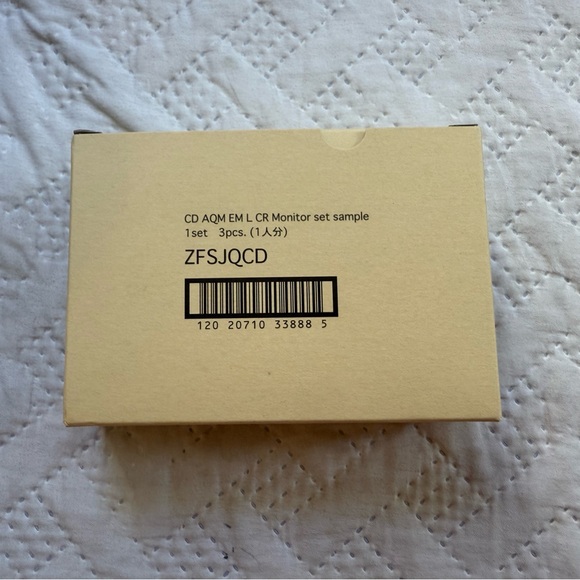 CD AQM EM L CR Monitor set sample
1set 3pcs. (1人分)
ZFSJQCD
120 20710 33888 5